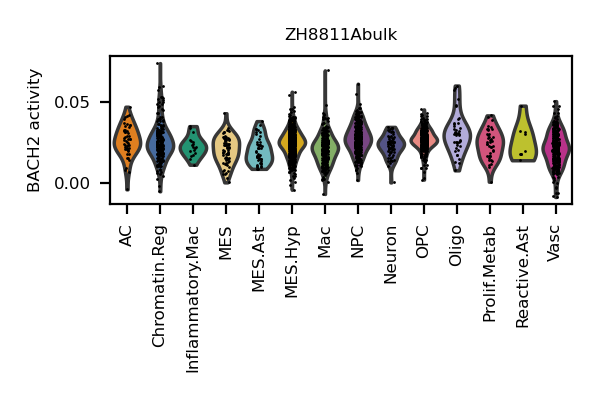 ZH8811Abulk
BACH2 activity
0.05
0.00
AC
Chromatin.Reg
Inflammatory.Mac
MES
MES.Ast
MES.Hyp
Mac
NPC
Neuron
OPC
Oligo
Prolif.Metab
Reactive.Ast
Vasc